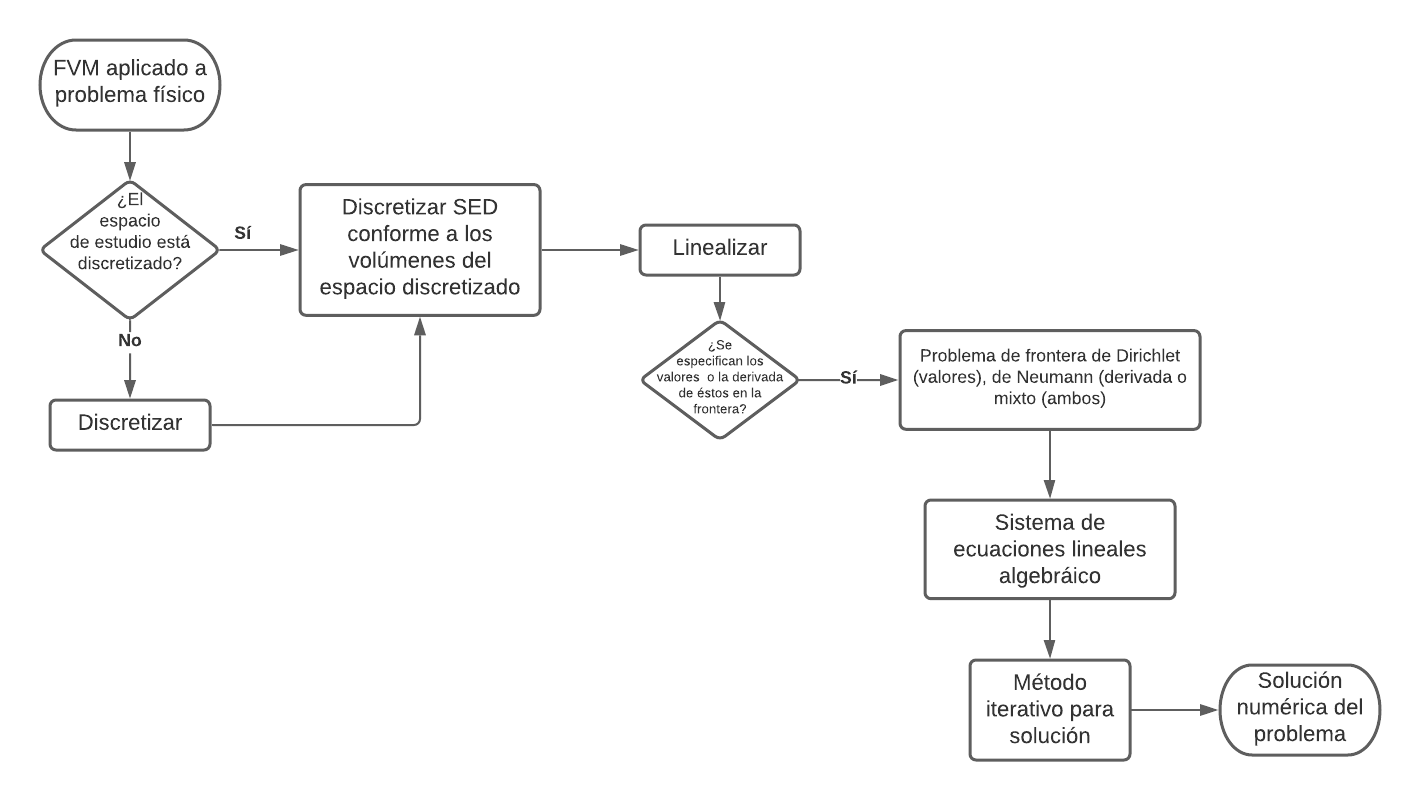 FVM aplicado a
problema físico
¿El
espacio
de estudio está
discretizado?
Sí
No
Discretizar
Discretizar SED
conforme a los
volúmenes del
espacio discretizado
Linealizar
¿Se
especifican los
valores o la derivada
de éstos en la
frontera?
Sí
Problema de frontera de Dirichlet
(valores), de Neumann (derivada o
mixto (ambos)
Sistema de
ecuaciones lineales
algebráico
Método
iterativo para
solución
Solución
numérica del
problema